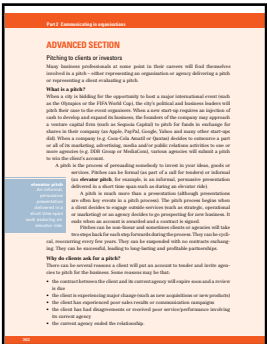 Part 2 Communicating in organisations
ADVANCED SECTION
Pitching to clients or investors
Many business professionals at some point in their careers will find themselves
involved in a pitch – either representing an organisation or agency delivering a pitch
or representing a client evaluating a pitch.
What is a pitch?
When a city is bidding for the opportunity to host a major international event (such
as the Olympics or the FIFA World Cup), the city's political and business leaders will
pitch their case to the event organisers. When a new start-up requires an injection of
cash to develop and expand its business, the founders of the company may approach
a venture capital firm (such as Sequoia Capital) to pitch for funds in exchange for
shares in their company (as Apple, PayPal, Google, Yahoo and many other start-ups
did). When a company (e.g. Coca-Cola Amatil or Qantas) decides to outsource a part
or all of its marketing, advertising, media and/or public relations activities to use or
more agencies (e.g. DDB Group or MediaCom), various agencies will submit a pitch
to win the client's account.
A pitch is the process of persuading somebody to invest in your ideas, goods or
services. Pitches can be formal (as part of a call for tenders) or informal
(an elevator pitch, for example, is an informal, persuasive presentation
delivered in a short time span such as during an elevator ride).
A pitch is much more than a presentation (although presentations
are often key events in a pitch process). The pitch process begins when
a client decides to engage outside services (such as strategic, operational
or marketing) or an agency decides to go prospecting for new business. It
ends when an account is awarded and a contract is signed.
Pitches can be non-linear and sometimes clients or agencies will take
two steps back for each step forwards during the process. They can be cycli-
cal, reoccurring every few years. They can be suspended with no contracts exchang-
ing. They can be successful, leading to long-lasting and profitable partnerships.
elevator pitch
An informal,
persuasive
presentation
delivered in a
short time span
such as during an
elevator ride
Why do clients ask for a pitch?
There can be several reasons a client will put an account to tender and invite agen-
cies to pitch for the business. Some reasons may be that:
• the contract between the client and its current agency will expire soon and a review
is due
• the client is experiencing major change (such as new acquisitions or new products)
• the client has experienced poor sales results or communication campaigns
• the client has had disagreements or received poor service/performance involving
its current agency
• the current agency ended the relationship.